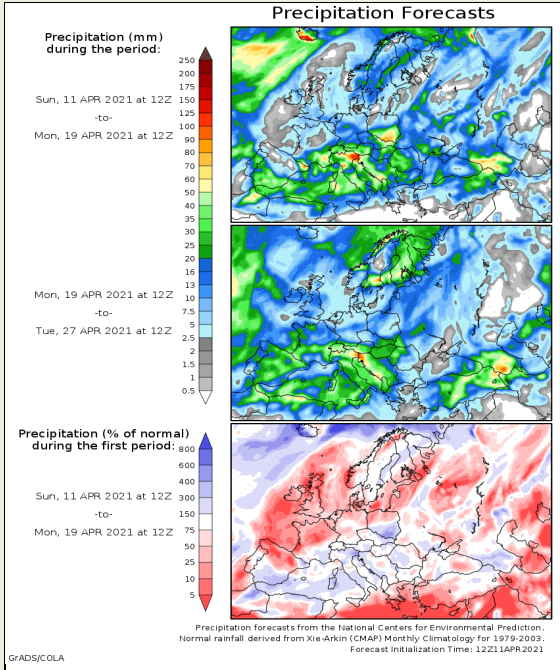 Precipitation Forecasts
Precipitation (mm)
during the period:
Sun, 11 APR 2021 at 12Z
-to-
Mon, 19 APR 2021 at 12Z
250
200
175
150
125
100
90
80
70
60
50
40
35
30
25
20
16
13
10
7.5
5
2.5
2
1.5
1
0.5
Mon, 19 APR 2021 at 12Z
-to-
Tue, 27 APR 2021 at 12Z
Precipitation (% of normal)
during the first period:
Sun, 11 APR 2021 at 12Z
-to-
Mon, 19 APR 2021 at 12Z
800
600
400
300
150
75
50
25
10
5
Precipitation forecasts from the National Centers for Environmental Prediction.
Normal rainfall derived from Xie-Arkin (CMAP) Monthly Climatology for 1979-2003.
Forecast Initialization Time: 12Z11APR2021
GrADS/COLA